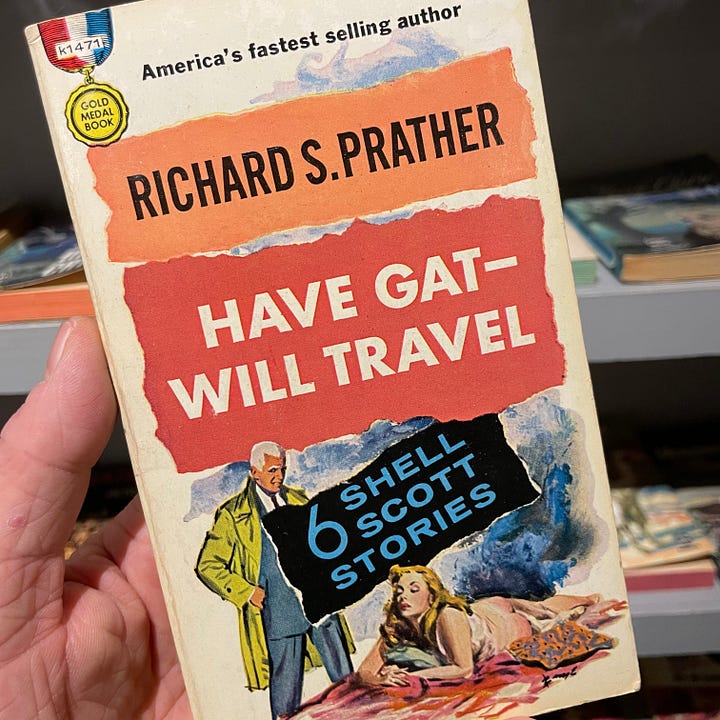 k1471
GOLD
MEDAL
BOOK
America's fastest selling author
RICHARD S. PRATHER
HAVE GAT–
WILL TRAVEL
6 SHELL
SCOTT
STORIES